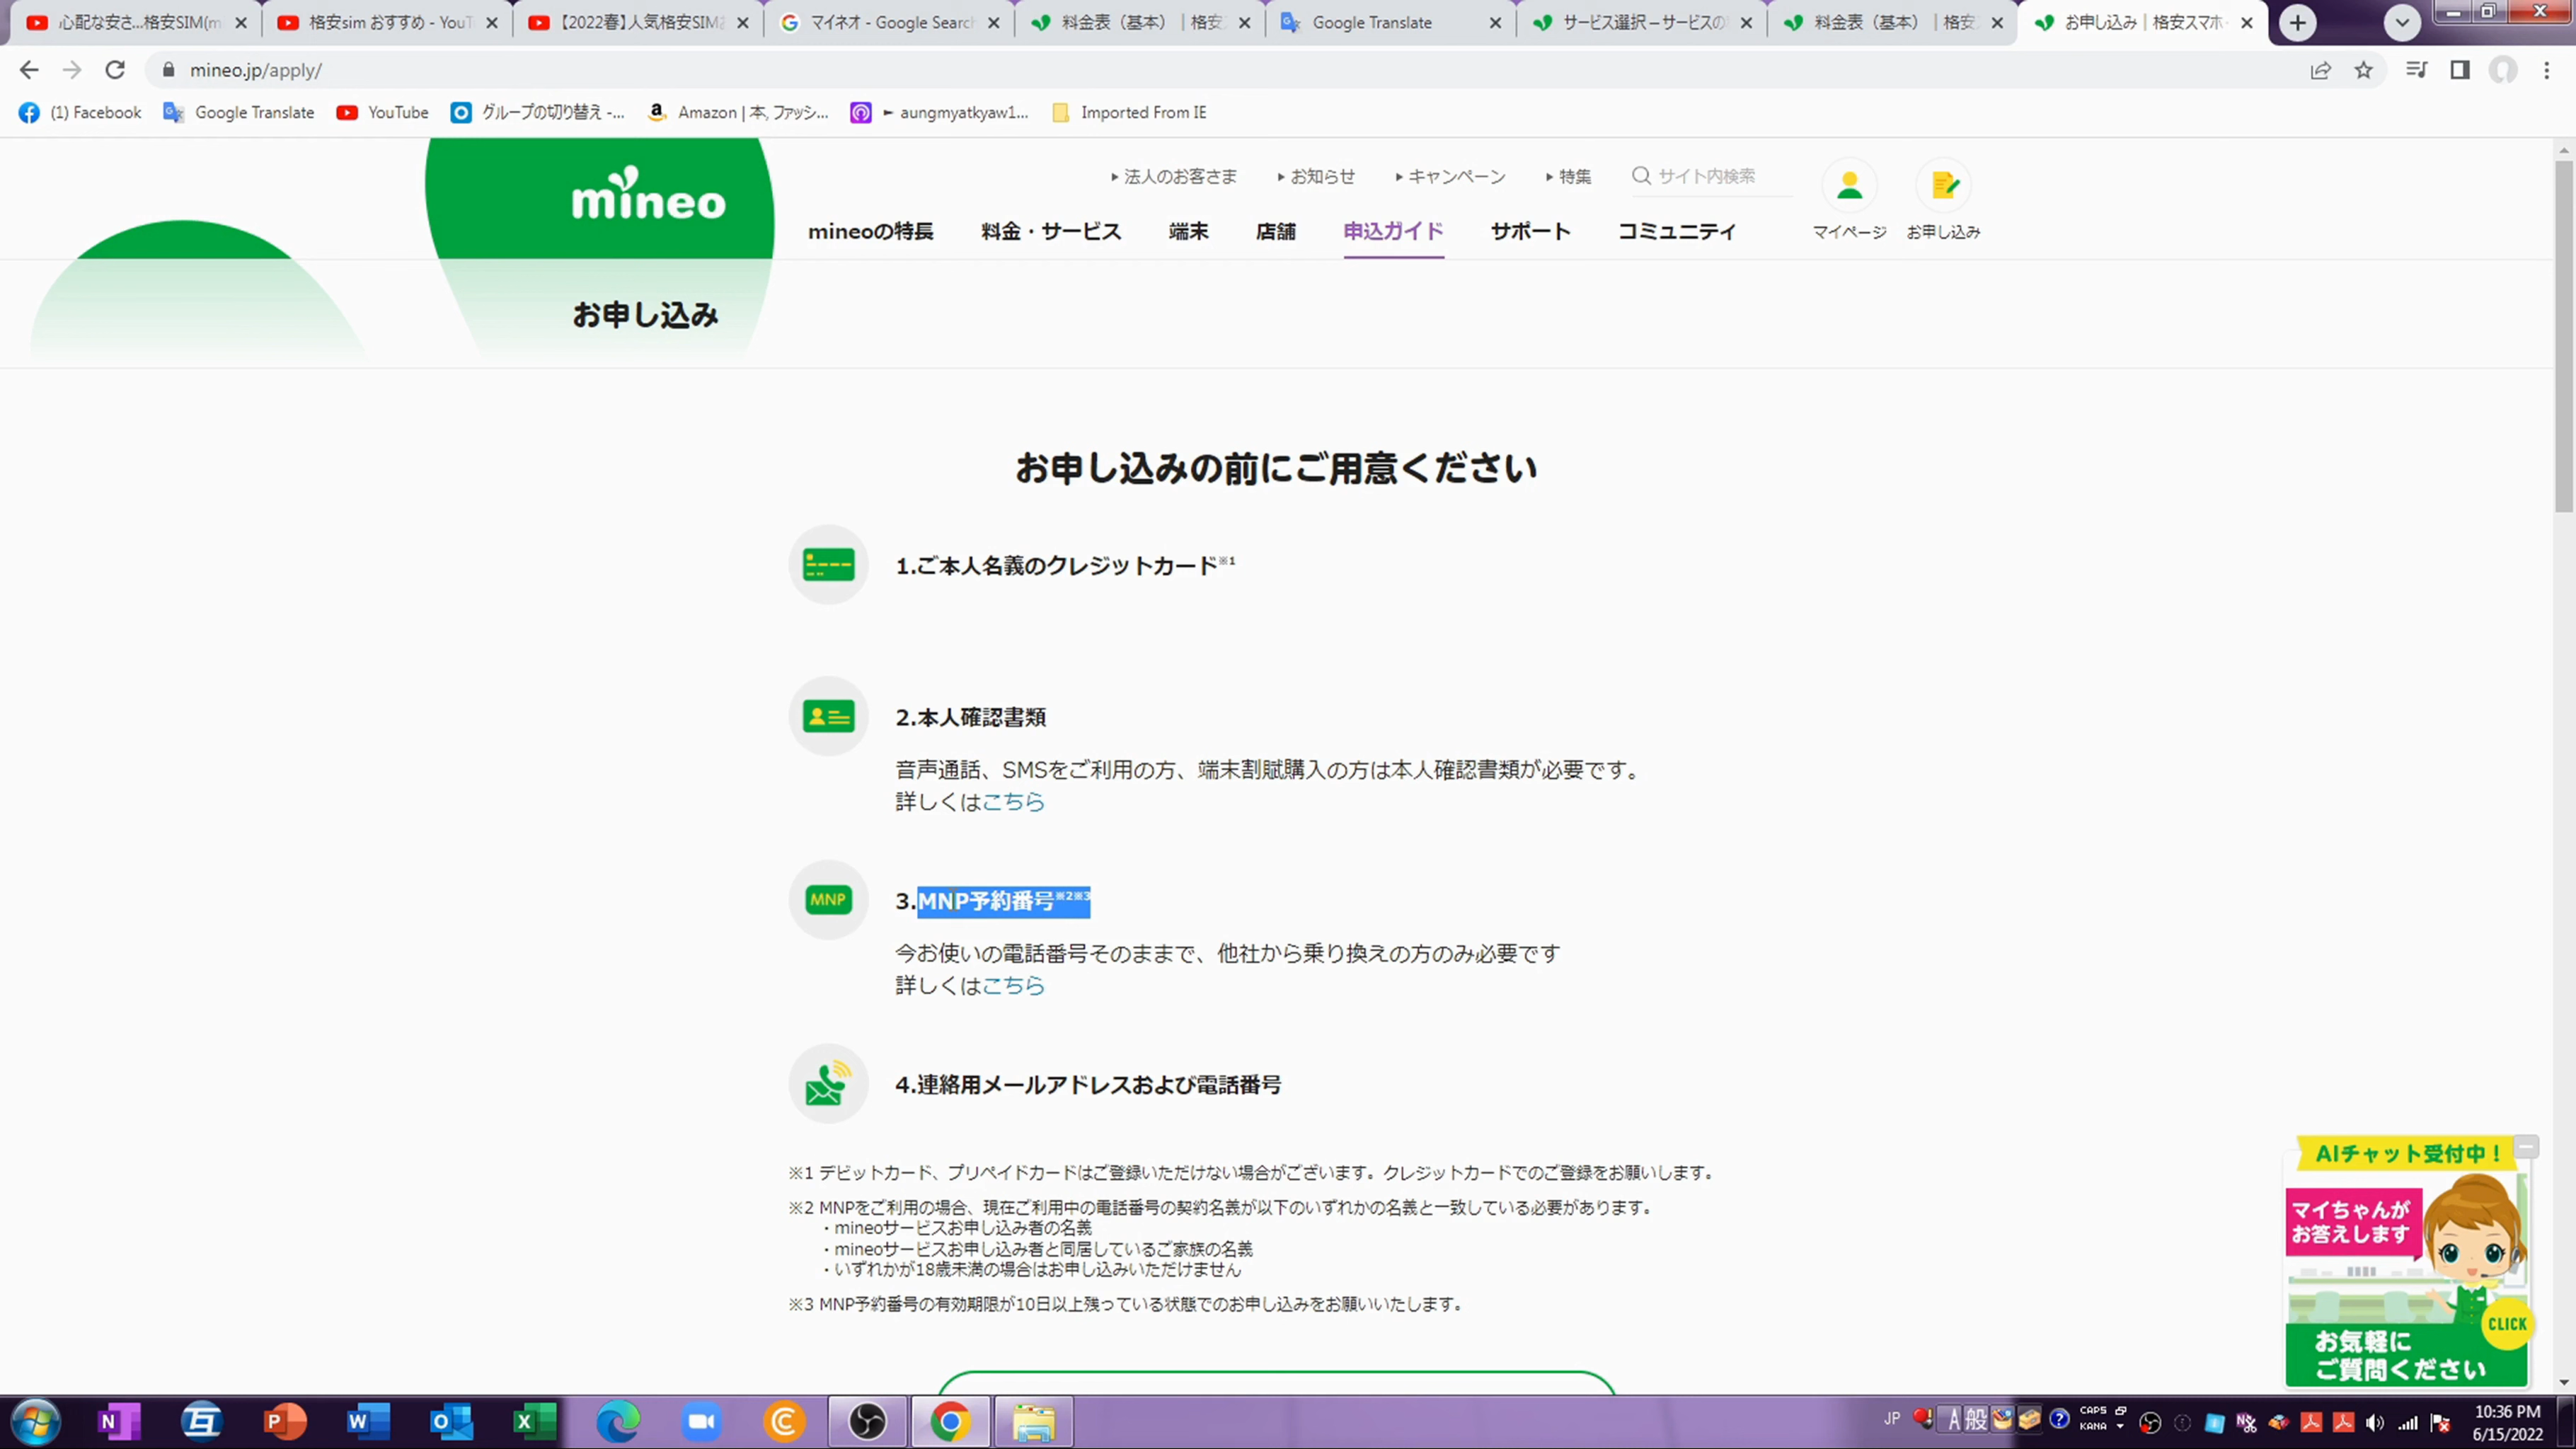 心配な安さ...格安SIM(m
格安sim おすすめ - YouT
【2022春】人気格安SIM
マイネオ - Google Search
料金表（基本）｜格安
Google Translate
サービス選択 – サービスの
料金表（基本）｜格安
お申し込み｜格安スマホ
mineo.jp/apply/
(1) Facebook
Google Translate
YouTube
グループの切り替え -...
Amazon | 本, ファッシ...
► aungmyatkyaw1...
Imported From IE
mineo
法人のお客さま
お知らせ
キャンペーン
特集
サイト内検索
mineoの特長
料金・サービス
端末
店舗
申込ガイド
サポート
コミュニティ
マイページ
お申し込み
お申し込み
お申し込みの前にご用意ください
1.ご本人名義のクレジットカード※1
2.本人確認書類
音声通話、SMSをご利用の方、端末割賦購入の方は本人確認書類が必要です。
詳しくはこちら
MNP
3.MNP予約番号※2※3
今お使いの電話番号そのままで、他社から乗り換えの方のみ必要です
詳しくはこちら
4.連絡用メールアドレスおよび電話番号
※1 デビットカード、プリペイドカードはご登録いただけない場合がございます。クレジットカードでのご登録をお願いします。
※2 MNPをご利用の場合、現在ご利用中の電話番号の契約名義が以下のいずれかの名義と一致している必要があります。
・mineoサービスお申し込み者の名義
・mineoサービスお申し込み者と同居しているご家族の名義
・いずれかが18歳未満の場合はお申し込みいただけません
※3 MNP予約番号の有効期限が10日以上残っている状態でのお申し込みをお願いいたします。
AIチャット受付中！
マイちゃんが
お答えします
CLICK
お気軽に
ご質問ください
JP
A般
CAPS
KANA
10:36 PM
6/15/2022